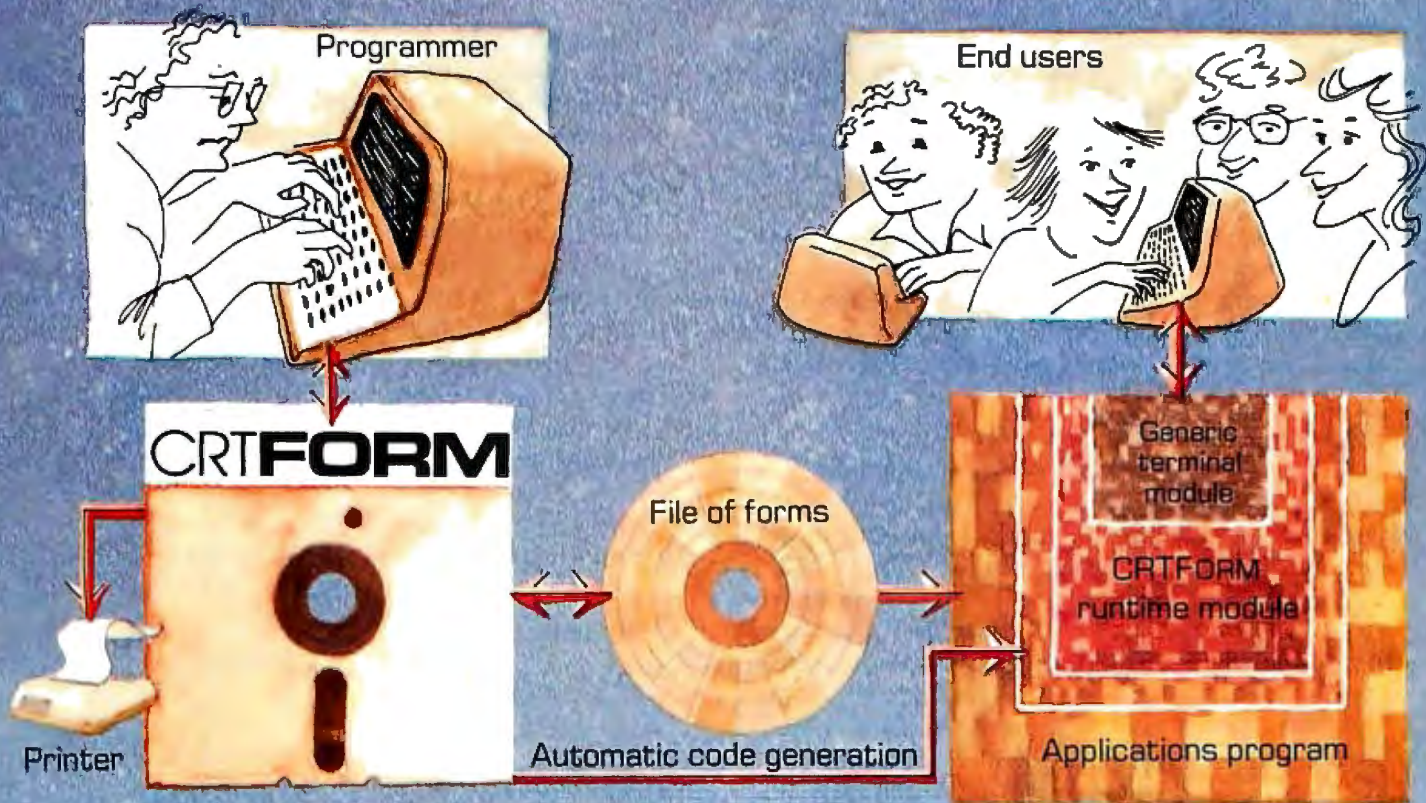 Programmer
End users
CRTFORM
File of forms
Generic
terminal
module
CRTFORM
runtime module
Printer
Automatic code generation
Applications program